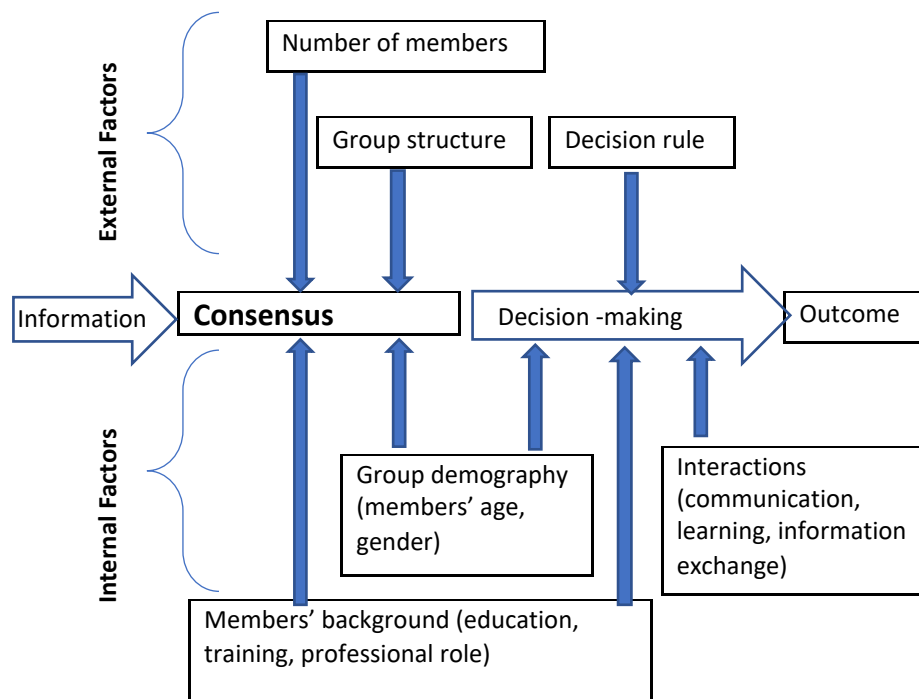 Number of members
External Factors
Group structure
Decision rule
Information
Consensus
Decision -making
Outcome
Internal Factors
Group demography
(members’ age,
gender)
Interactions
(communication,
learning, information
exchange)
Members’ background (education,
training, professional role)